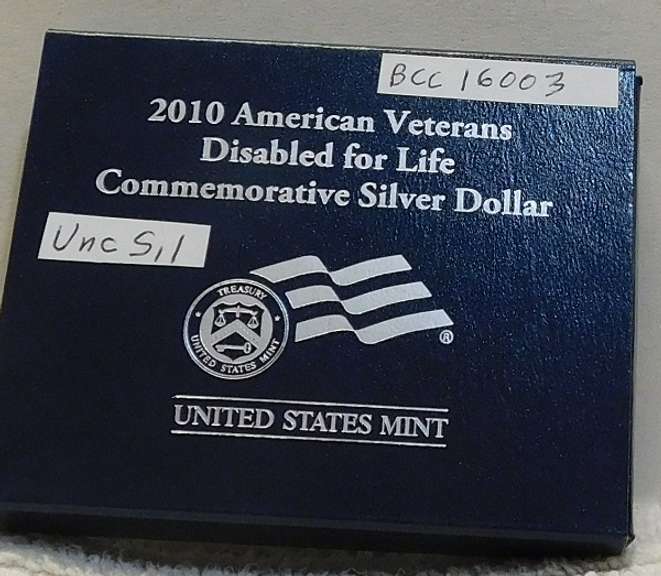 BCC 16003
2010 American Veterans
Disabled for Life
Commemorative Silver Dollar
Unc Sil
TREASURY
UNITED STATES MINT
®
UNITED STATES MINT